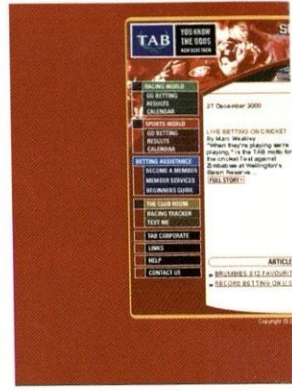 TAB
YOU KNOW
THE ODDS
NOW BEAT THEM
S
RACING WORLD
GO BETTING
RESULTS
CALENDAR
SPORTS WORLD
GO BETTING
RESULTS
CALENDAR
BETTING ASSISTANCE
BECOME A MEMBER
MEMBER SERVICES
BEGINNERS GUIDE
THE CLUB ROOM
RACING TRACKER
TEXT ME
TAB CORPORATE
LINKS
HELP
CONTACT US
27 December 2000
LIVE BETTING ON CRICKET
By Marc Weakley
"When they're playing we're
playing," is the TAB motto for
the cricket Test against
Zimbabwe at Wellington's
Basin Reserve ...
FULL STORY
ARTICLE
BRUMBIES $12 FAVOURIT
RECORD BETTING ON U.S
Copyright